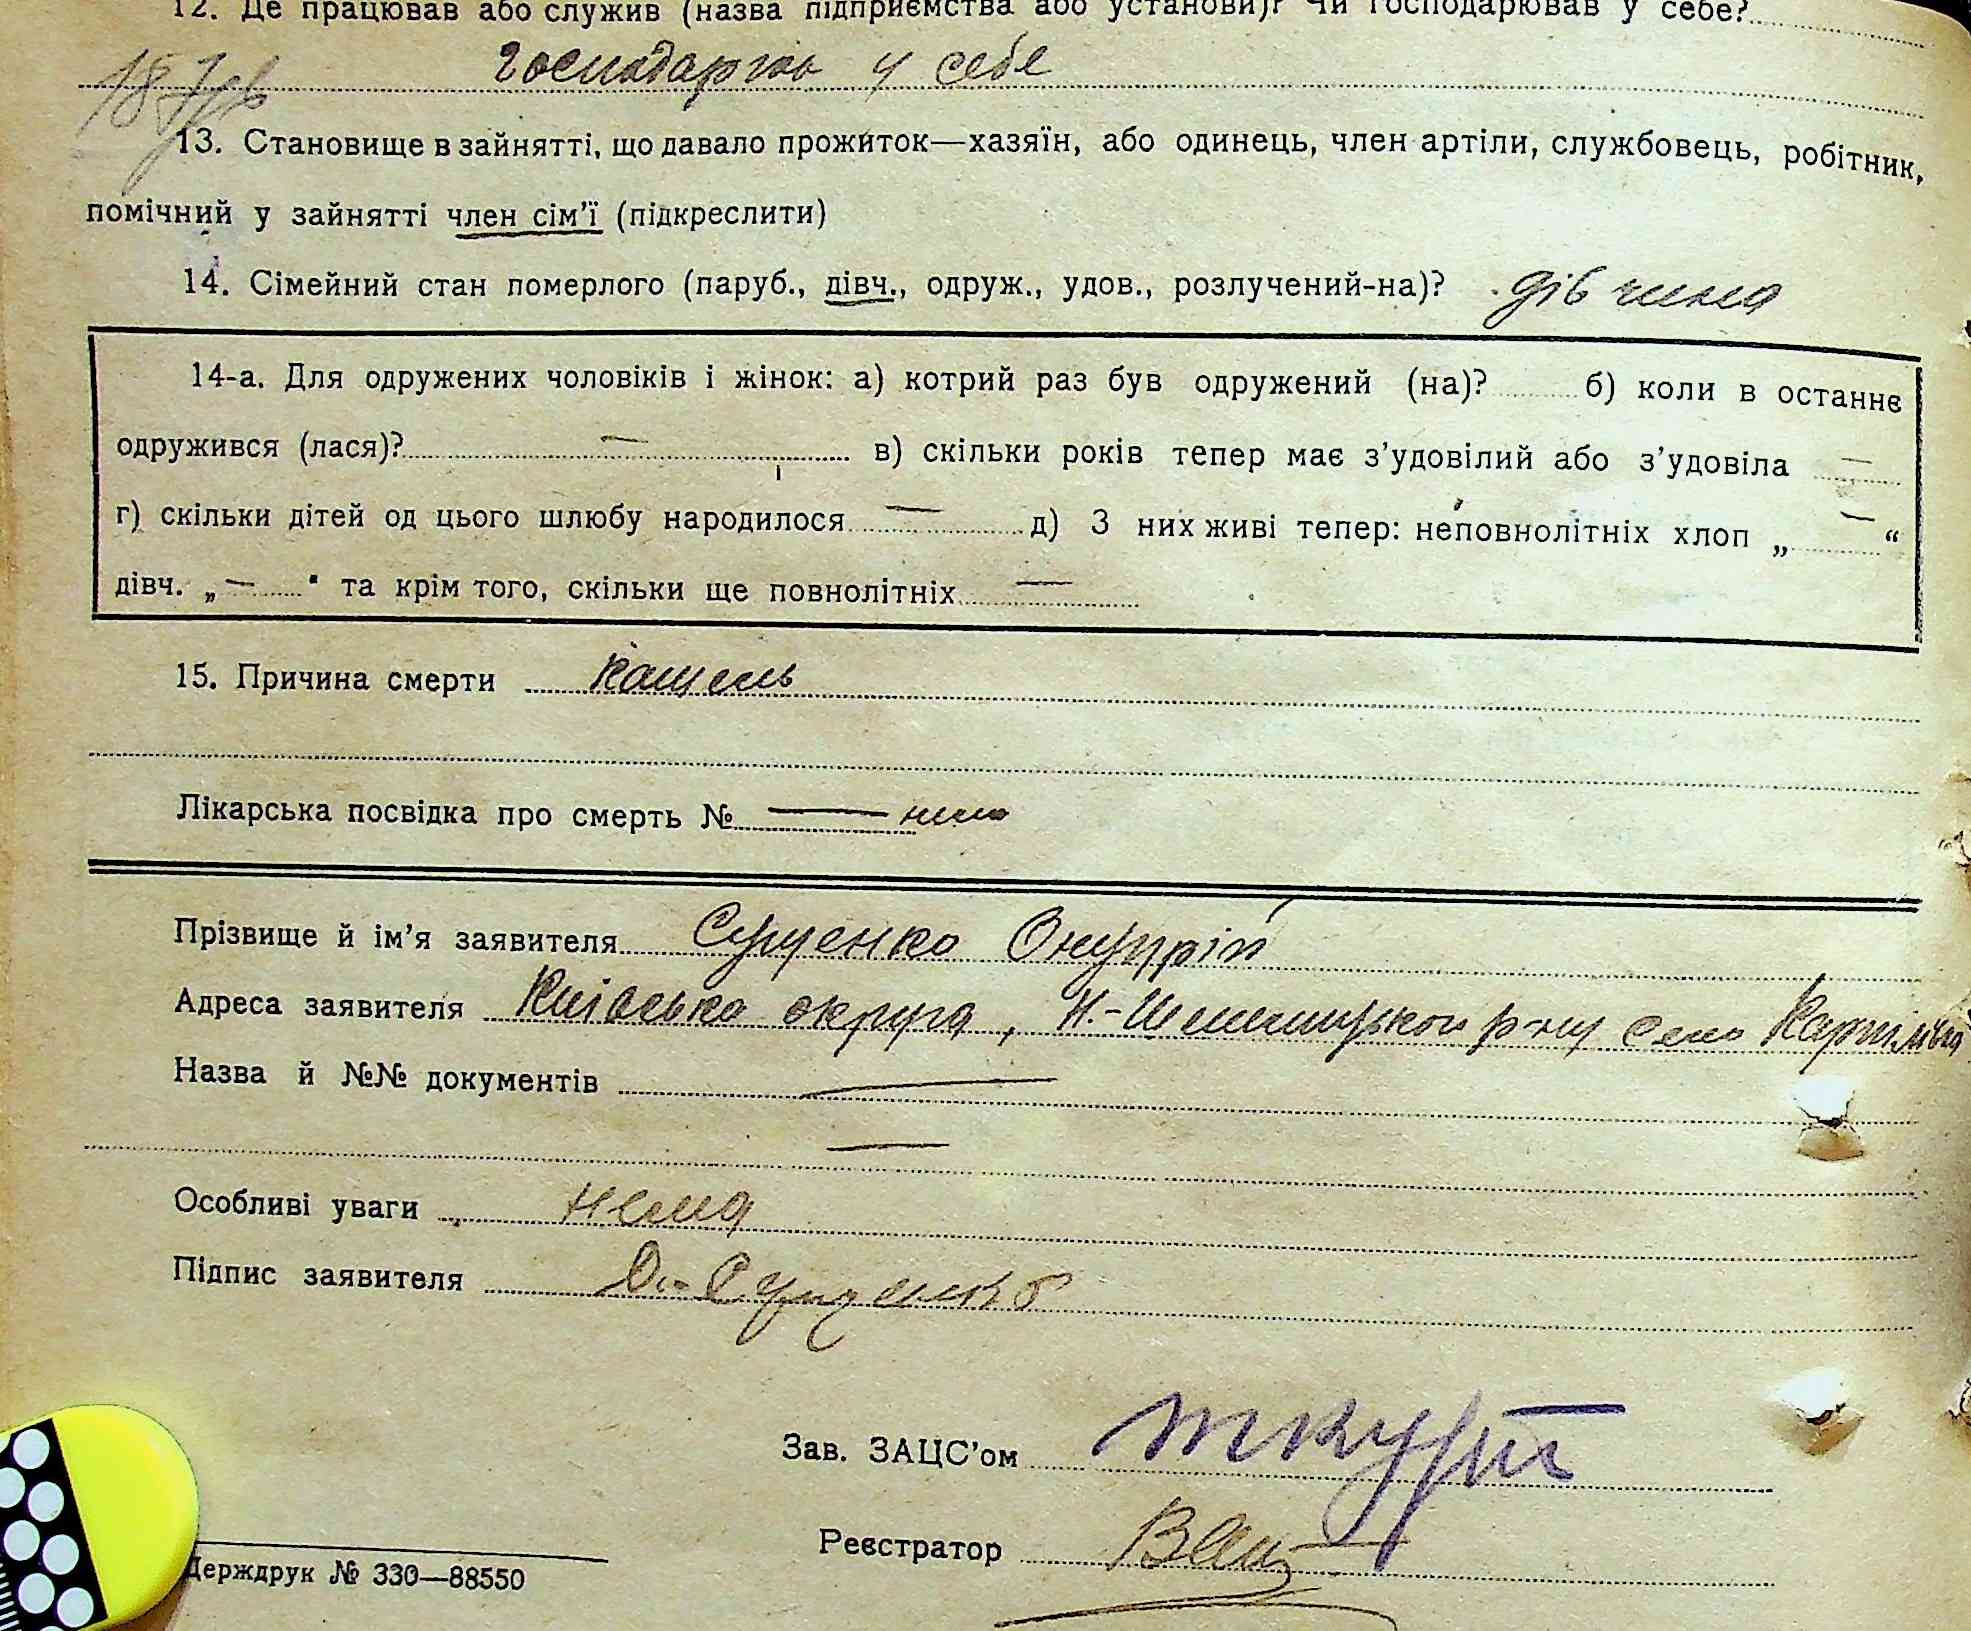 12. Де працював або служив (назва підприємства або установи)? Чи господарював у себе?
у себе
13. Становище в зайнятті, що давало прожиток—хазяїн, або одинець, член артіли, службовець, робітник,
помічний у зайнятті член сім'ї (підкреслити)
14. Сімейний стан померлого (паруб., дівч., одруж., удов., розлучений-на)? дівчина
14-а. Для одружених чоловіків і жінок: а) котрий раз був одружений (на)? б) коли в останнє
одружився (лася)? — в) скільки років тепер має з'удовілий або з'удовіла —
г) скільки дітей од цього шлюбу народилося — д) З них живі тепер: неповнолітніх хлоп „ — “
дівч. „ — " та крім того, скільки ще повнолітніх —
15. Причина смерти кашель
Лікарська посвідка про смерть № —
Прізвище й ім'я заявителя Сущенко Онупрій
Адреса заявителя Київська округа, село
Назва й №№ документів —
—
Особливі уваги нема
Підпис заявителя Сущенко
Зав. ЗАЦС'ом
Реєстратор
Держдрук № 330—88550